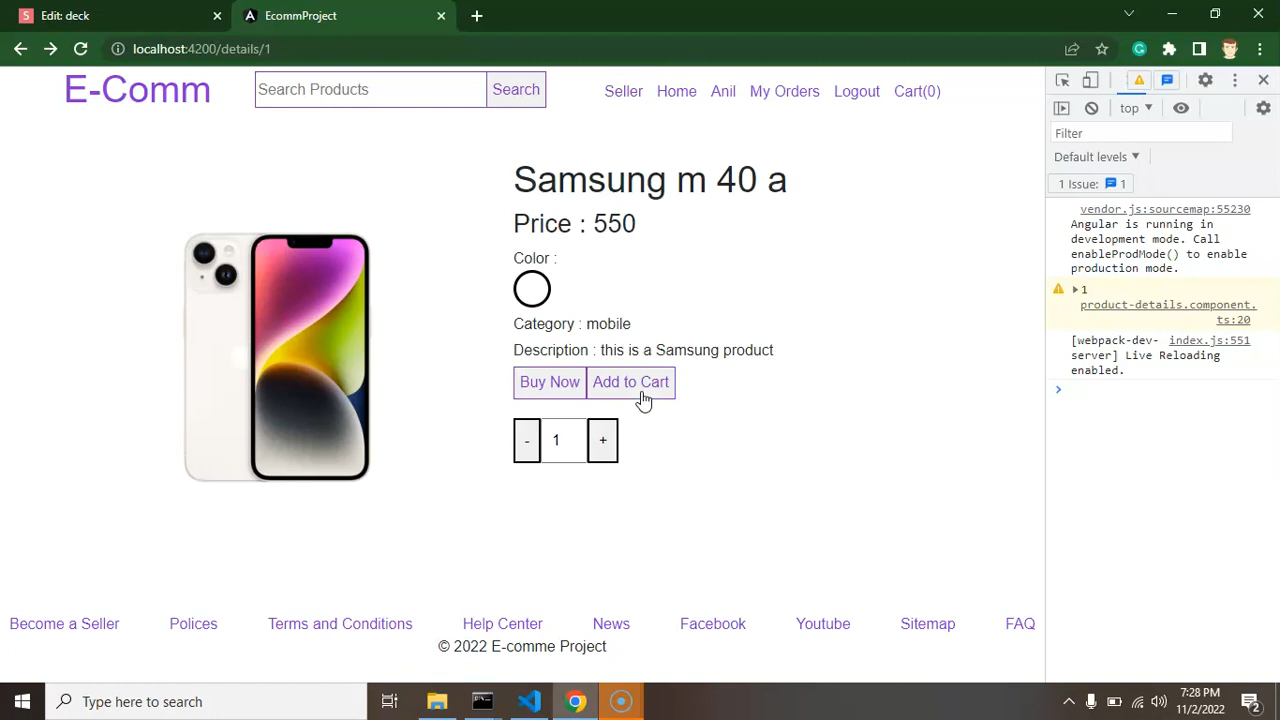 Edit: deck
EcommProject
localhost:4200/details/1
E-Comm
Search Products
Search
Seller
Home
Anil
My Orders
Logout
Cart(0)
Samsung m 40 a
Price : 550
Color :
Category : mobile
Description : this is a Samsung product
Buy Now
Add to Cart
-
1
+
Become a Seller
Polices
Terms and Conditions
Help Center
News
Facebook
Youtube
Sitemap
FAQ
© 2022 E-comme Project
top
Filter
Default levels
1 Issue: 1
vendor.js:sourcemap:55230
Angular is running in
development mode. Call
enableProdMode() to enable
production mode.
1
product-details.component.
ts:20
[webpack-dev- index.js:551
server] Live Reloading
enabled.
Type here to search
7:28 PM
11/2/2022
2